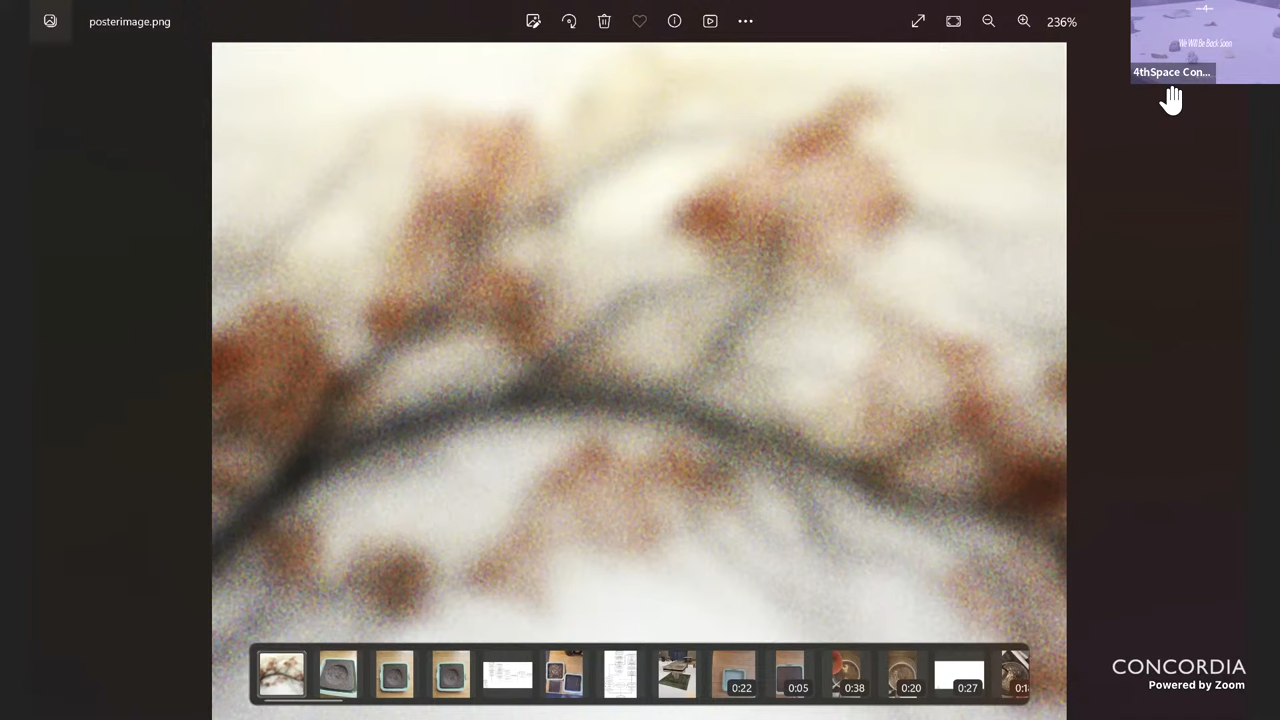 posterimage.png
236%
We Will Be Back Soon
4thSpace Con...
0:22
0:05
0:38
0:20
0:27
CONCORDIA
Powered by Zoom